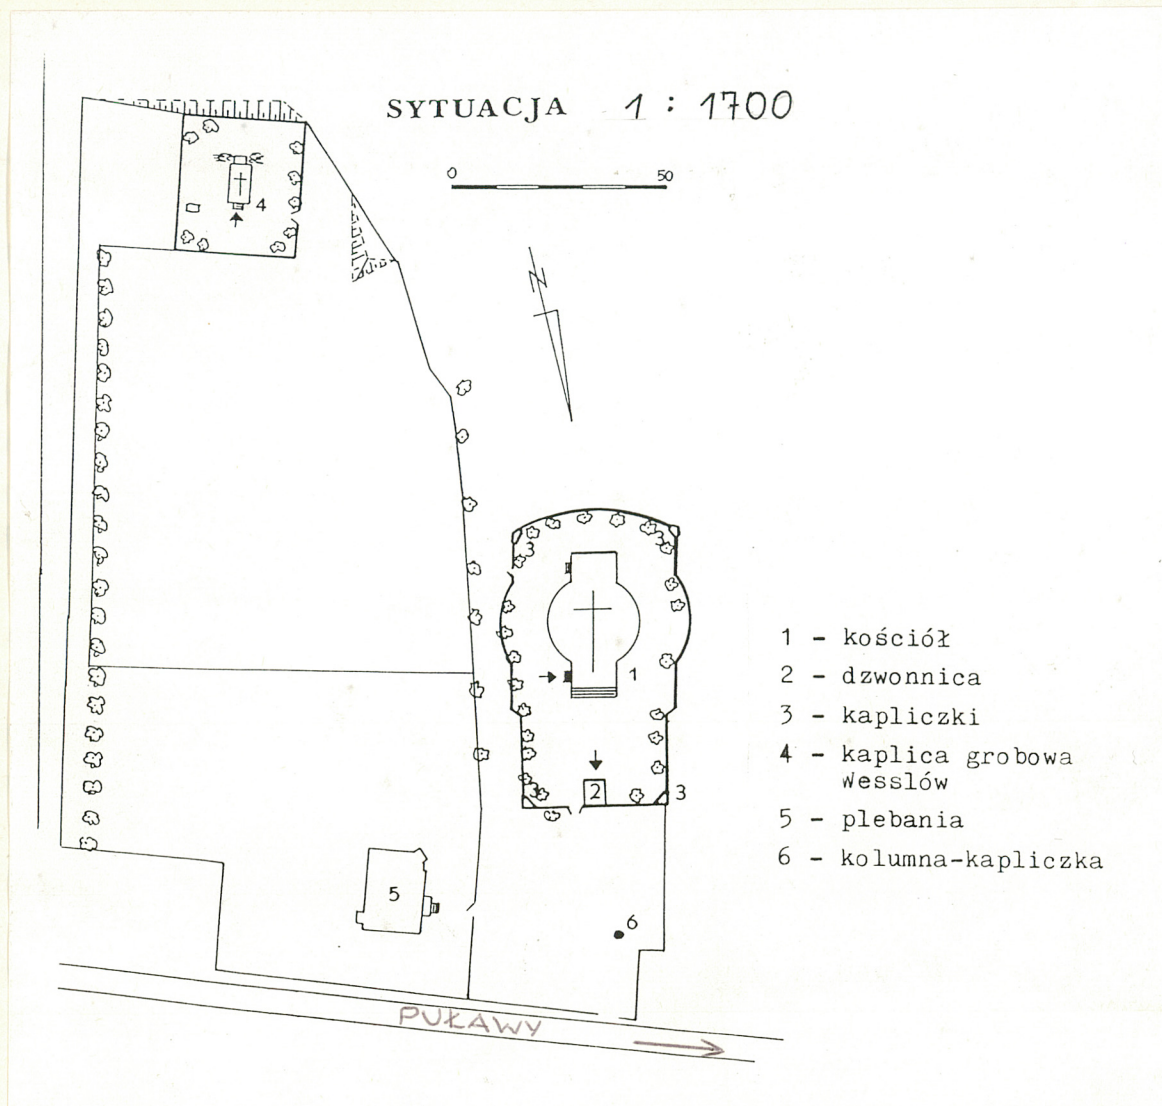 SYTUACJA 1 : 1700
0 50
N
4
3 3
1
2
3 3
5
6
1 - kościół
2 - dzwonnica
3 - kapliczki
4 - kaplica grobowa
Wesslów
5 - plebania
6 - kolumna-kapliczka
PUŁAWY